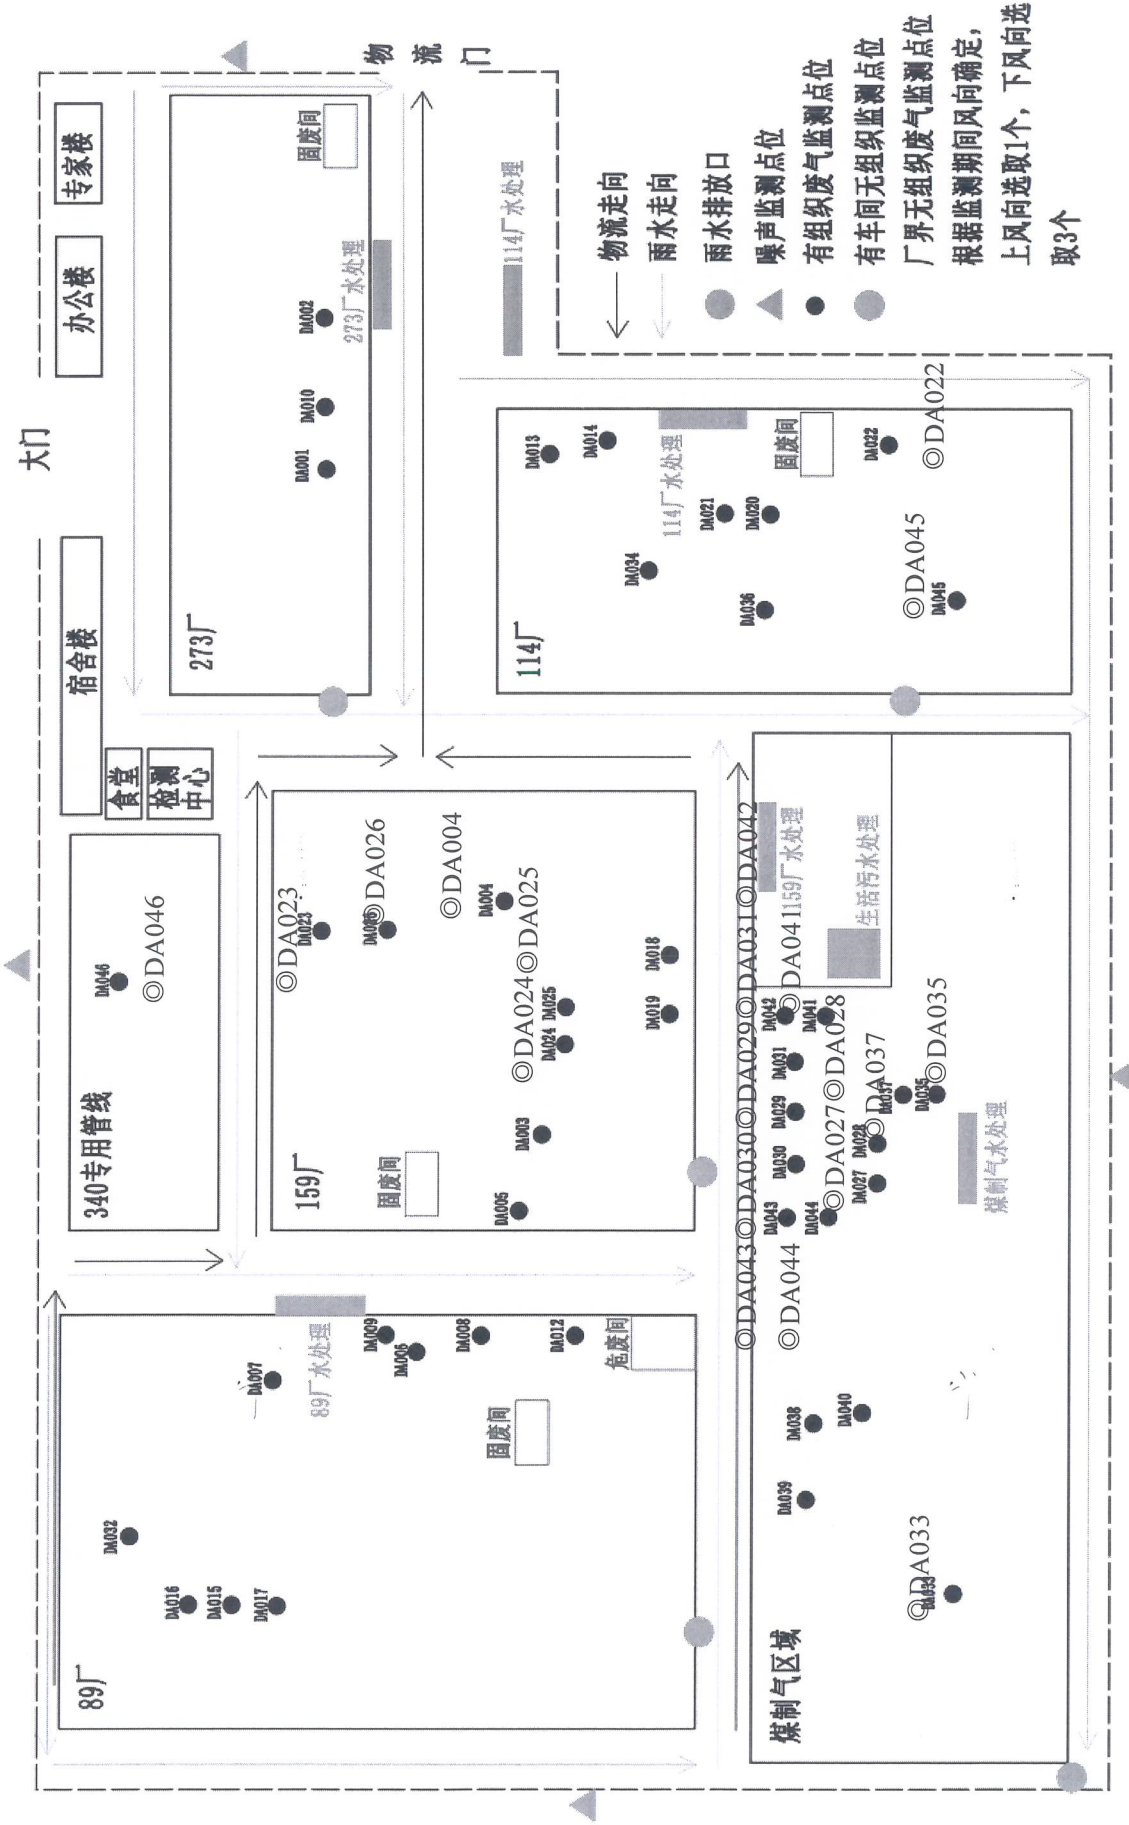 大门
宿舍楼
办公楼
专家楼
食堂
检测
中心
340专用管线
DA046
DA046
89厂
DA032
DA016
DA015
DA017
DA007
89厂水处理
DA009
DA006
DA008
DA012
固废间
危废间
159厂
DA023
DA023
DA026
DA026
DA004
DA004
DA024
DA025
DA024
DA025
DA003
DA005
DA019
DA018
固废间
273厂
DA001
DA010
DA002
273厂水处理
固废间
物
流
门
114厂水处理
114厂
DA013
DA014
114厂水处理
DA034
DA021
DA020
DA036
固废间
DA022
DA022
DA045
DA045
煤制气区域
DA043
DA030
DA029
DA031
DA042
DA044
DA041
159厂水处理
DA043
DA030
DA029
DA031
DA042
DA044
DA041
DA027
DA028
DA027
DA028
DA037
DA037
DA035
DA035
生活污水处理
煤制气水处理
DA039
DA038
DA040
DA033
DA033
物流走向
雨水走向
雨水排放口
噪声监测点位
有组织废气监测点位
有车间无组织监测点位
厂界无组织废气监测点位
根据监测期间风向确定,
上风向选取1个, 下风向选
取3个